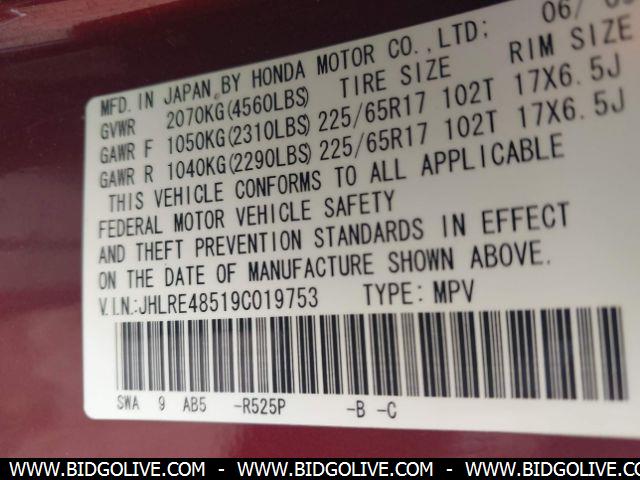 MFD. IN JAPAN BY HONDA MOTOR CO.,LTD; 06/
GVWR 2070KG(4560LBS) TIRE SIZE RIM SIZE
GAWR F 1050KG(2310LBS) 225/65R17 102T 17X6.5J
GAWR R 1040KG(2290LBS) 225/65R17 102T 17X6.5J
THIS VEHICLE CONFORMS TO ALL APPLICABLE
FEDERAL MOTOR VEHICLE SAFETY
AND THEFT PREVENTION STANDARDS IN EFFECT
ON THE DATE OF MANUFACTURE SHOWN ABOVE.
V.I.N.:JHLRE48519C019753 TYPE: MPV
SWA 9 AB5 -R525P -B -C
WWW.BIDGOLIVE.COM - WWW.BIDGOLIVE.COM - WWW.BIDGOLIVE.COM